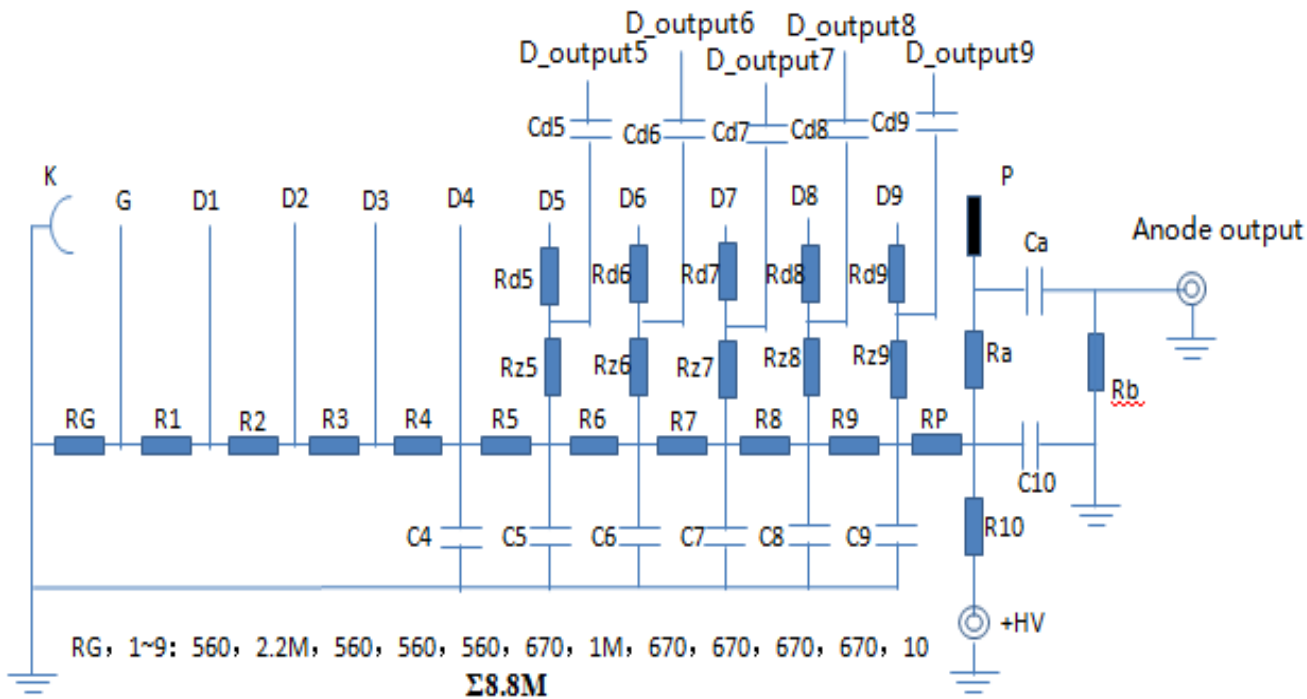 D_output6
D_output8
D_output5
D_output7
D_output9
Cd5
Cd6
Cd7
Cd8
Cd9
K
G
D1
D2
D3
D4
D5
D6
D7
D8
D9
P
Ca
Anode output
Rd5
Rd6
Rd7
Rd8
Rd9
Rz5
Rz6
Rz7
Rz8
Rz9
Ra
Rb
RG
R1
R2
R3
R4
R5
R6
R7
R8
R9
RP
C10
C4
C5
C6
C7
C8
C9
R10
+HV
RG, 1~9: 560, 2.2M, 560, 560, 560, 670, 1M, 670, 670, 670, 670, 10
Σ8.8M